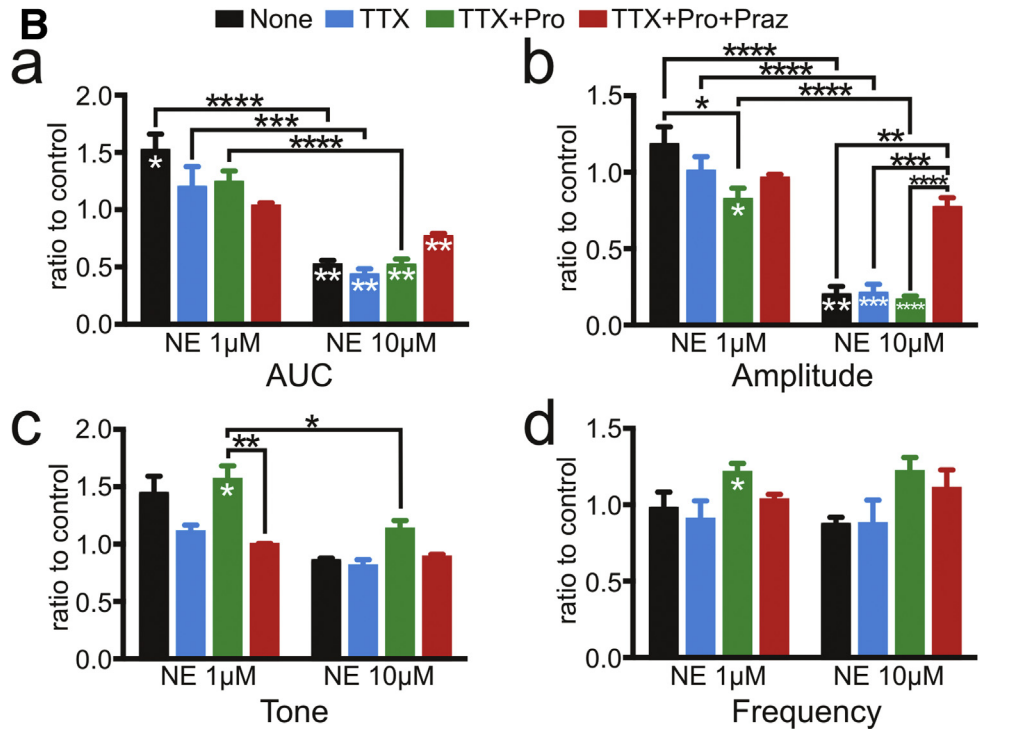 B
None TTX TTX+Pro TTX+Pro+Praz
a
ratio to control
2.0
1.5
1.0
0.5
0.0
****
***
****
*
**
**
**
**
NE 1µM NE 10µM
AUC
b
ratio to control
1.5
1.0
0.5
0.0
****
****
****
*
**
***
****
*
**
***
****
NE 1µM NE 10µM
Amplitude
c
ratio to control
2.0
1.5
1.0
0.5
0.0
*
**
*
NE 1µM NE 10µM
Tone
d
ratio to control
1.5
1.0
0.5
0.0
*
NE 1µM NE 10µM
Frequency